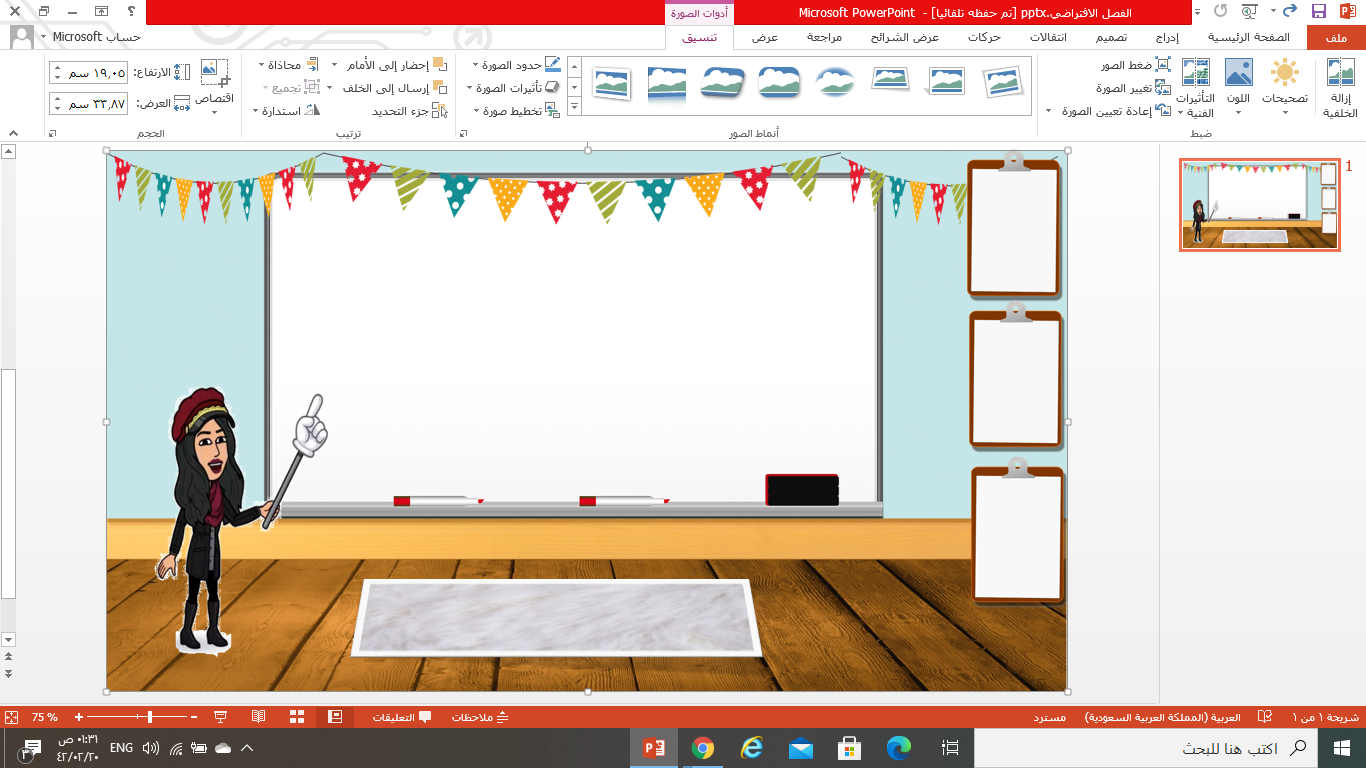 الفصل الافتراضي.pptx [تم حفظه تلقائيا] - Microsoft PowerPoint
أدوات الصورة
?
ملف
الصفحة الرئيسية
إدراج
تصميم
انتقالات
حركات
عرض الشرائح
مراجعة
عرض
تنسيق
حساب Microsoft
إزالة الخلفية
تصحيحات
اللون
التأثيرات الفنية
ضغط الصور
تغيير الصورة
إعادة تعيين الصورة
ضبط
أنماط الصور
حدود الصورة
تأثيرات الصورة
تخطيط صورة
إحضار إلى الأمام
إرسال إلى الخلف
جزء التحديد
محاذاة
تجميع
استدارة
ترتيب
اقتصاص
الارتفاع: ١٩,٠٥ سم
العرض: ٣٣,٨٧ سم
الحجم
1
شريحة ١ من ١
العربية (المملكة العربية السعودية)
مسترد
ملاحظات
التعليقات
75 %
اكتب هنا للبحث
ENG
٠١:٣١ ص
٤٢/٠٢/٢٠
٣